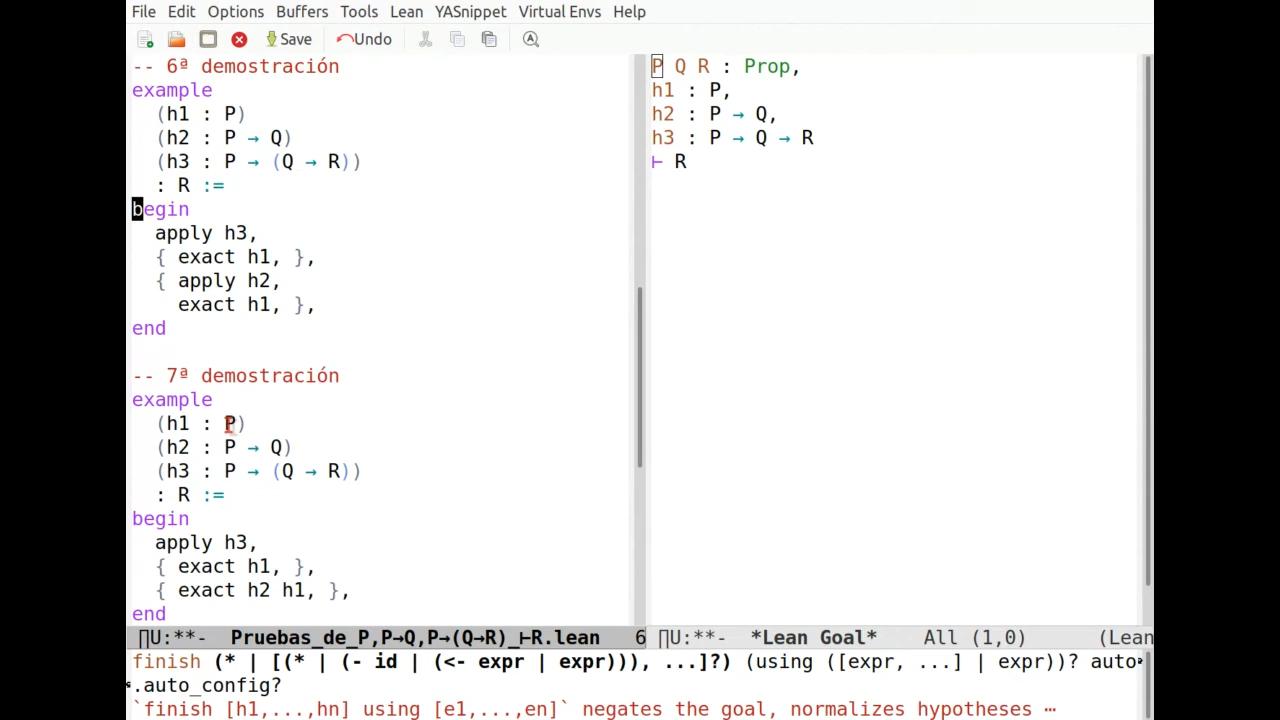 File Edit Options Buffers Tools Lean YASnippet Virtual Envs Help
Save Undo
-- 6ª demostración
example
(h1 : P)
(h2 : P → Q)
(h3 : P → (Q → R))
: R :=
begin
apply h3,
{ exact h1, },
{ apply h2,
exact h1, },
end
-- 7ª demostración
example
(h1 : P)
(h2 : P → Q)
(h3 : P → (Q → R))
: R :=
begin
apply h3,
{ exact h1, },
{ exact h2 h1, },
end
P Q R : Prop,
h1 : P,
h2 : P → Q,
h3 : P → Q → R
⊢ R
∏U:**- Pruebas_de_P,P→Q,P→(Q→R)_⊢R.lean 6
∏U:**- *Lean Goal* All (1,0) (Lean
finish (* | [(* | (- id | (<- expr | expr))), ...]?) (using ([expr, ...] | expr))? auto
.auto_config?
`finish [h1,...,hn] using [e1,...,en]` negates the goal, normalizes hypotheses ⋯